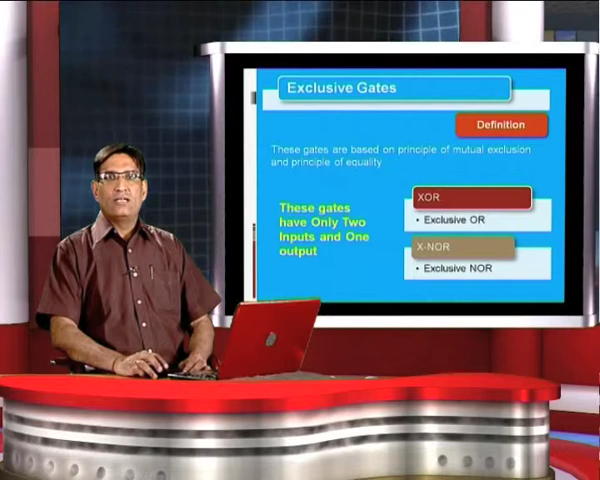 Exclusive Gates
Definition
These gates are based on principle of mutual exclusion
and principle of equality
These gates
have Only Two
Inputs and One
output
XOR
• Exclusive OR
X-NOR
• Exclusive NOR